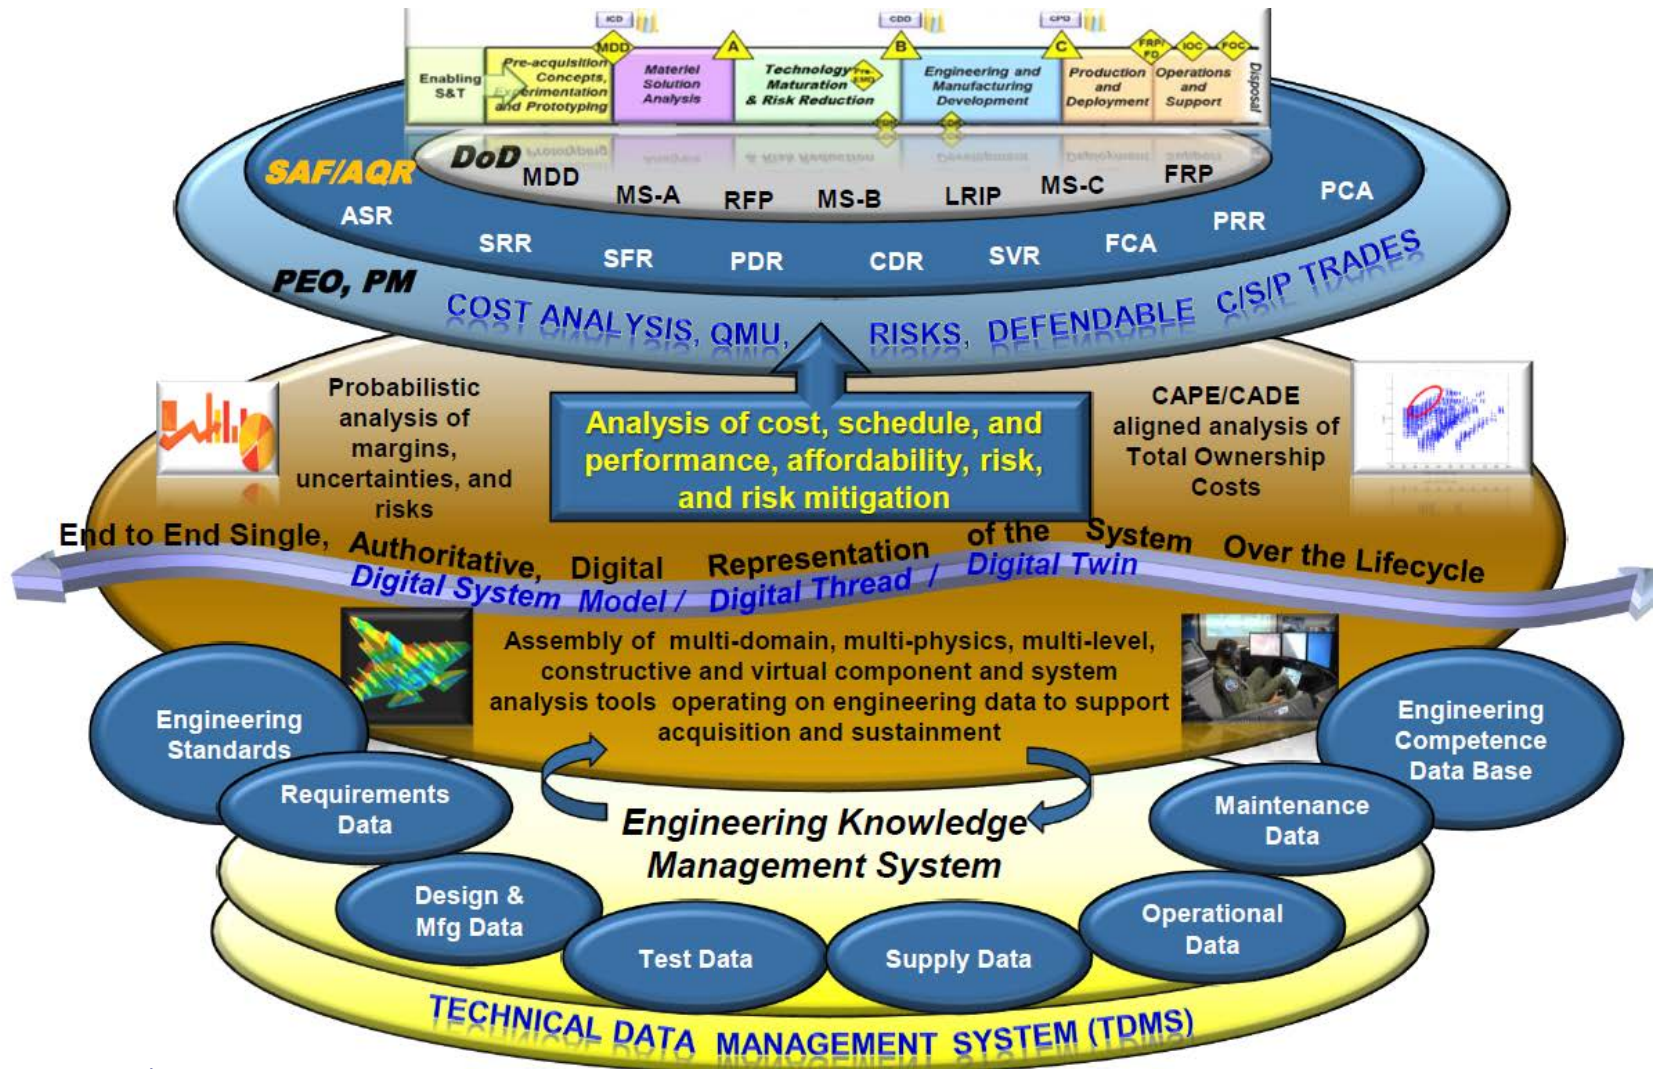 ICD
CDD
CPD
MDD
A
B
C
FRP/
FD
IOC
FOC
Enabling
S&T
Pre-acquisition
Concepts,
Experimentation
and Prototyping
Materiel
Solution
Analysis
Technology
Maturation
& Risk Reduction
Pre-
EMD
Engineering and
Manufacturing
Development
Production
and
Deployment
Operations
and
Support
Disposal
PDR
CDR
SAF/AQR
DoD
MDD
MS-A
RFP
MS-B
LRIP
MS-C
FRP
ASR
SRR
SFR
PDR
CDR
SVR
FCA
PRR
PCA
PEO, PM
COST ANALYSIS, QMU, RISKS, DEFENDABLE C/S/P TRADES
Probabilistic
analysis of
margins,
uncertainties, and
risks
Analysis of cost, schedule, and
performance, affordability, risk,
and risk mitigation
CAPE/CADE
aligned analysis of
Total Ownership
Costs
End to End Single, Authoritative, Digital Representation of the System Over the Lifecycle
Digital System Model / Digital Thread / Digital Twin
Assembly of multi-domain, multi-physics, multi-level,
constructive and virtual component and system
analysis tools operating on engineering data to support
acquisition and sustainment
Engineering
Standards
Requirements
Data
Design &
Mfg Data
Test Data
Supply Data
Operational
Data
Maintenance
Data
Engineering
Competence
Data Base
Engineering Knowledge
Management System
TECHNICAL DATA MANAGEMENT SYSTEM (TDMS)